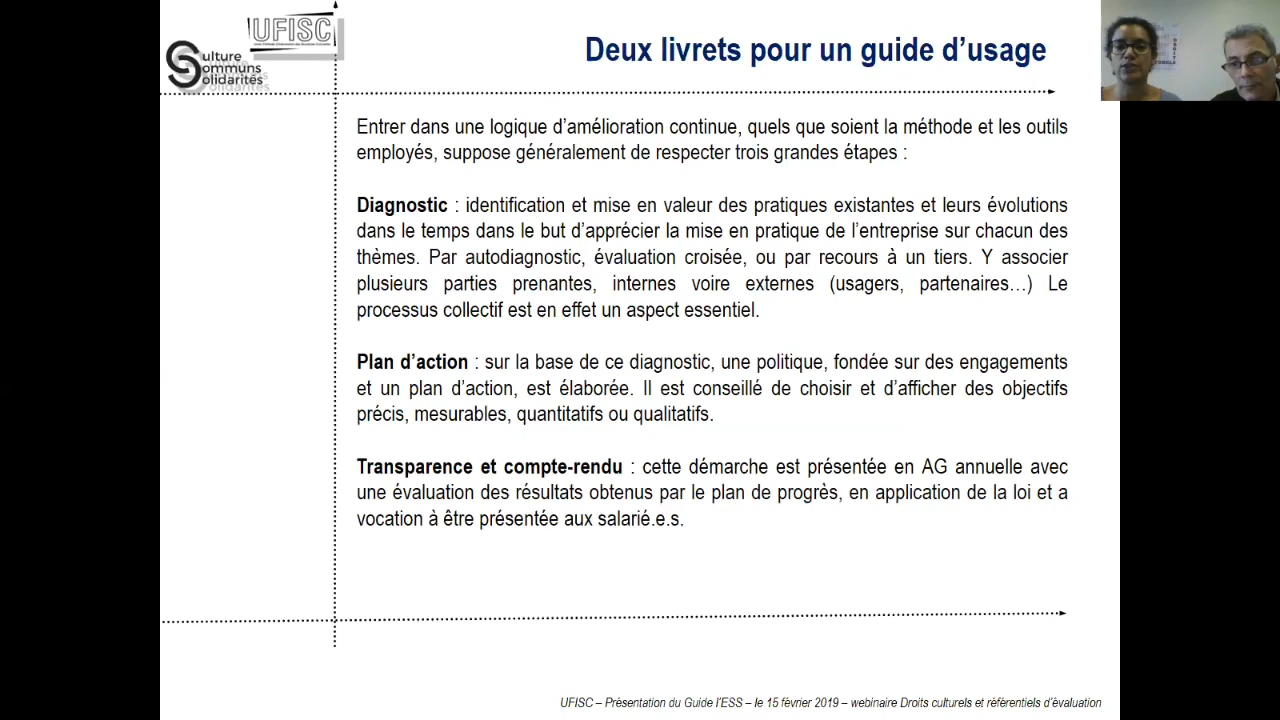 UFISC
Culture
Communs
Solidarités
Deux livrets pour un guide d'usage
Entrer dans une logique d'amélioration continue, quels que soient la méthode et les outils
employés, suppose généralement de respecter trois grandes étapes :
Diagnostic : identification et mise en valeur des pratiques existantes et leurs évolutions
dans le temps dans le but d'apprécier la mise en pratique de l'entreprise sur chacun des
thèmes. Par autodiagnostic, évaluation croisée, ou par recours à un tiers. Y associer
plusieurs parties prenantes, internes voire externes (usagers, partenaires…) Le
processus collectif est en effet un aspect essentiel.
Plan d'action : sur la base de ce diagnostic, une politique, fondée sur des engagements
et un plan d'action, est élaborée. Il est conseillé de choisir et d'afficher des objectifs
précis, mesurables, quantitatifs ou qualitatifs.
Transparence et compte-rendu : cette démarche est présentée en AG annuelle avec
une évaluation des résultats obtenus par le plan de progrès, en application de la loi et a
vocation à être présentée aux salarié.e.s.
UFISC – Présentation du Guide l'ESS – le 15 février 2019 – webinaire Droits culturels et référentiels d'évaluation